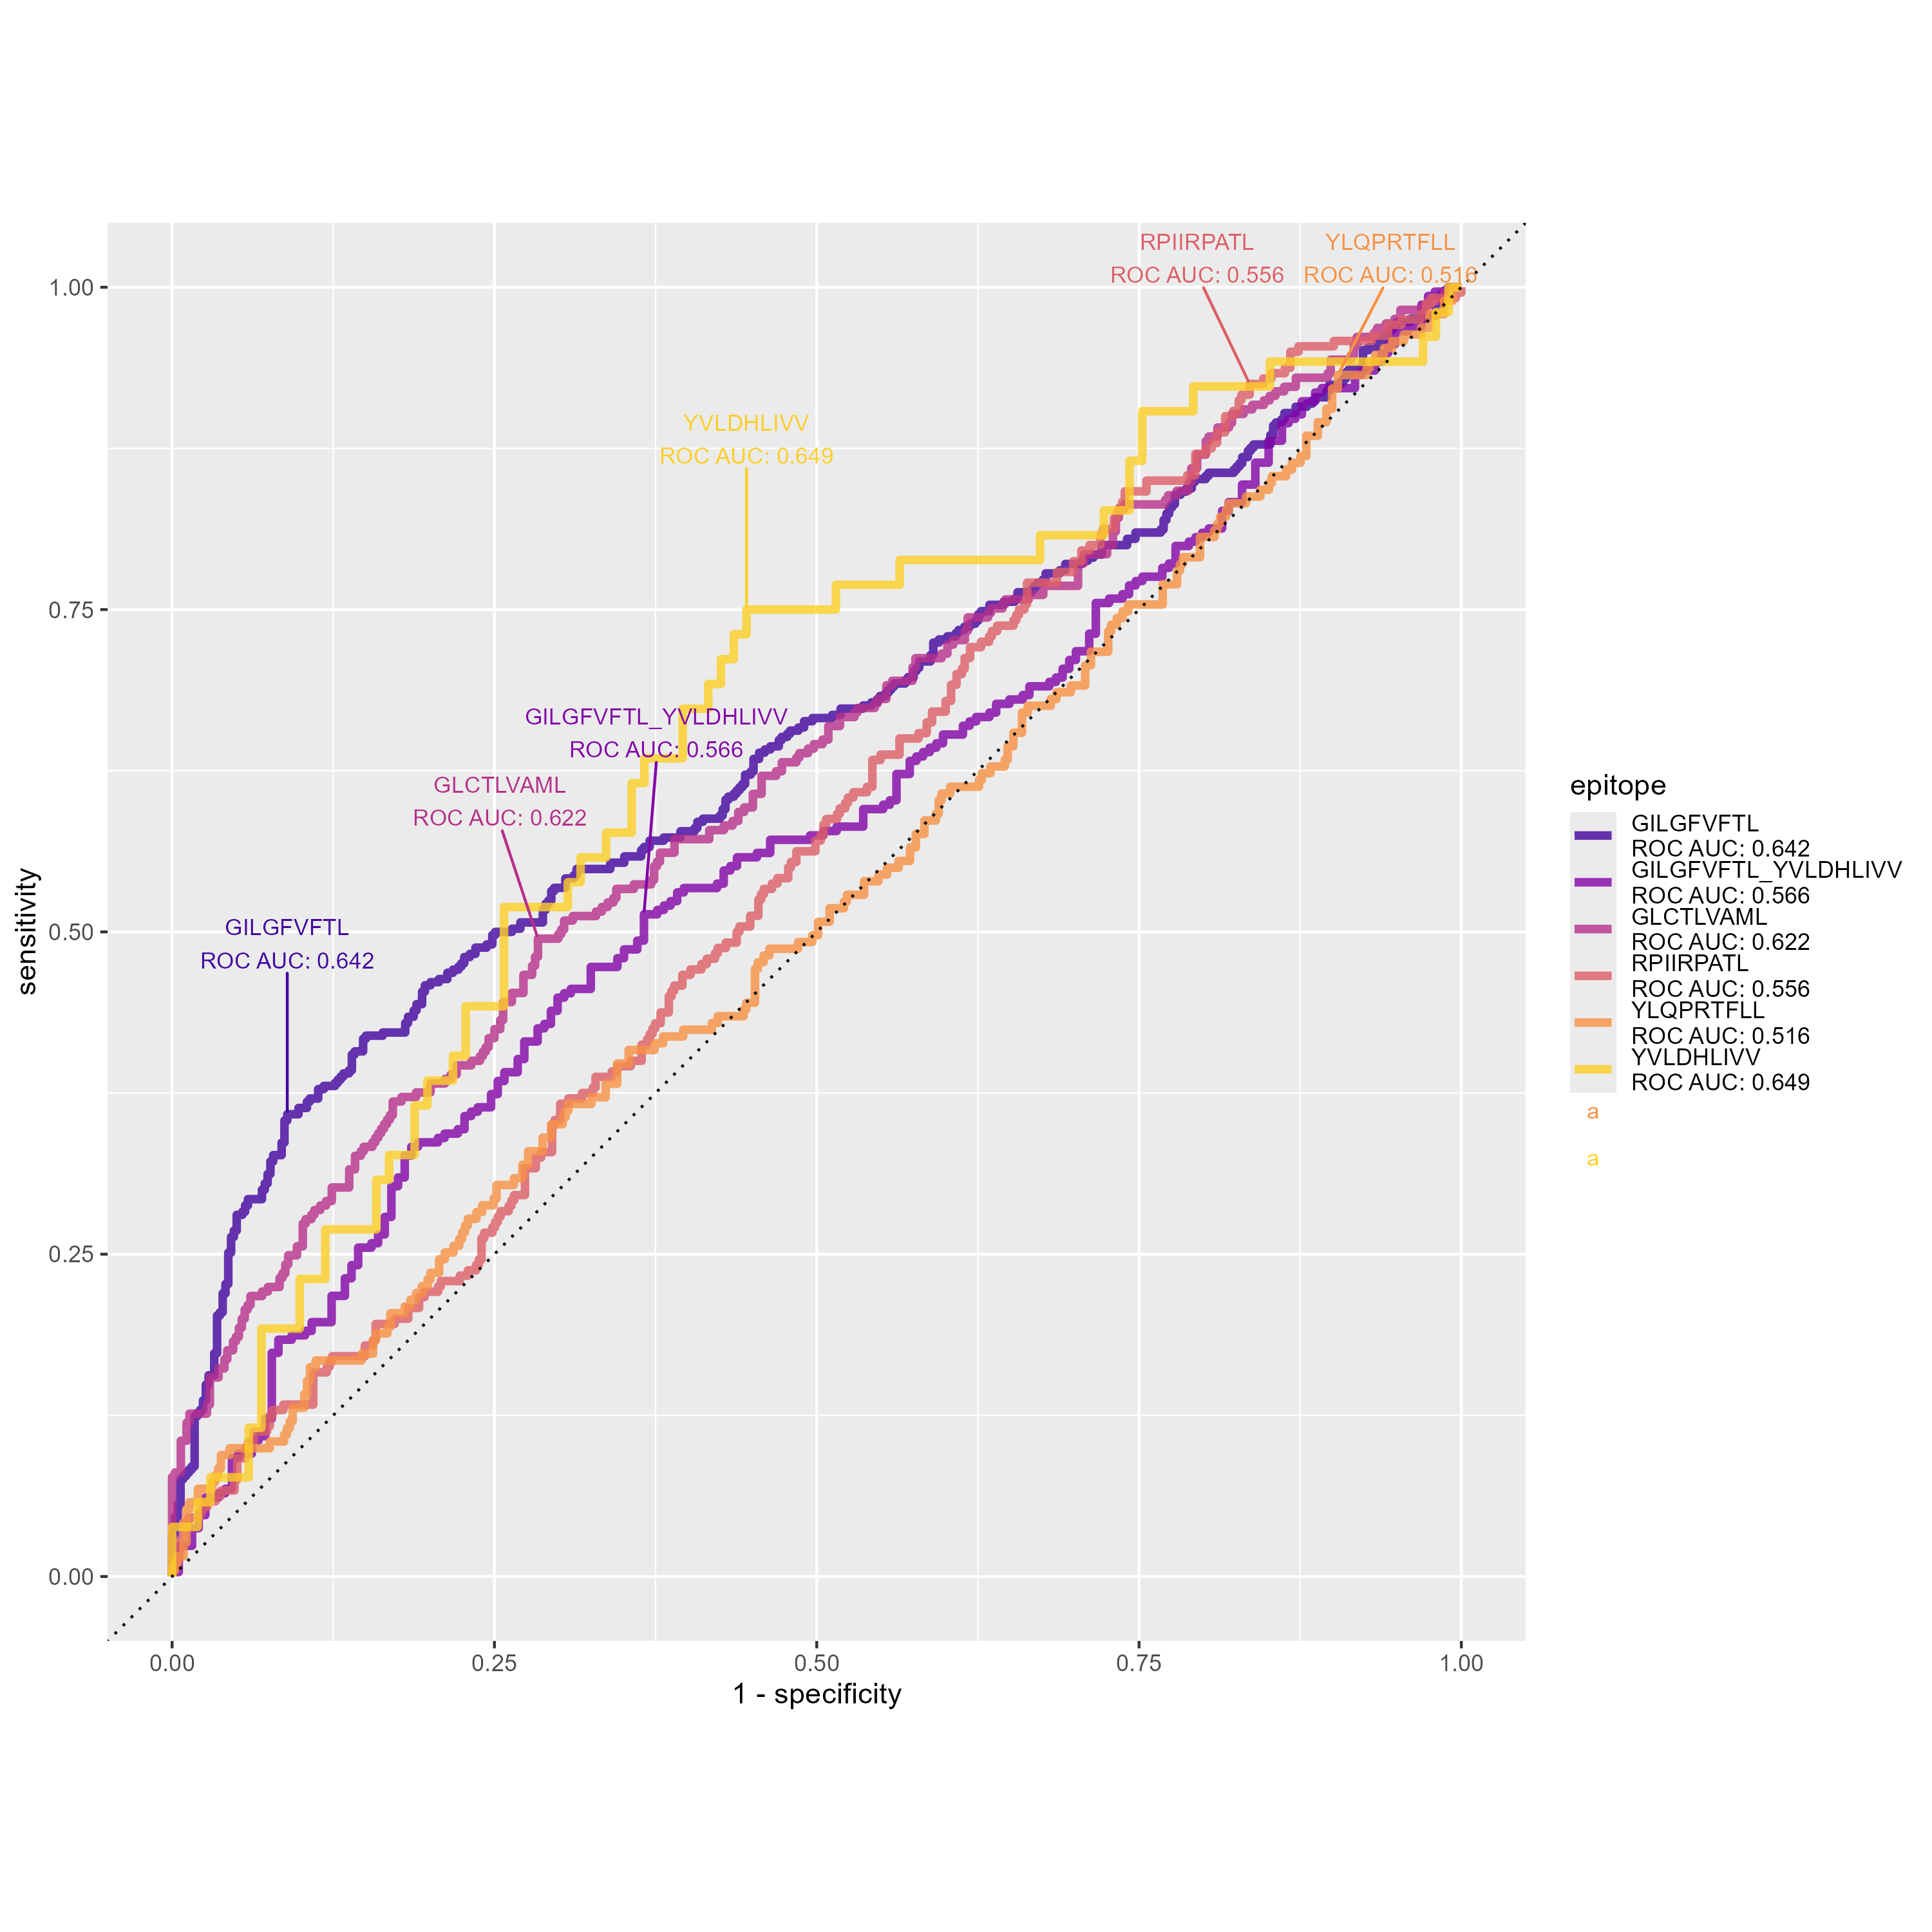 RPIIRPATL
ROC AUC: 0.556
YLQPRTFLL
ROC AUC: 0.516
YVLDHLIVV
ROC AUC: 0.649
GILGFVFTL_YVLDHLIVV
ROC AUC: 0.566
GLCTLVAML
ROC AUC: 0.622
GILGFVFTL
ROC AUC: 0.642
1.00
0.75
0.50
0.25
0.00
sensitivity
0.00
0.25
0.50
0.75
1.00
1 - specificity
epitope
GILGFVFTL
ROC AUC: 0.642
GILGFVFTL_YVLDHLIVV
ROC AUC: 0.566
GLCTLVAML
ROC AUC: 0.622
RPIIRPATL
ROC AUC: 0.556
YLQPRTFLL
ROC AUC: 0.516
YVLDHLIVV
ROC AUC: 0.649
a
a